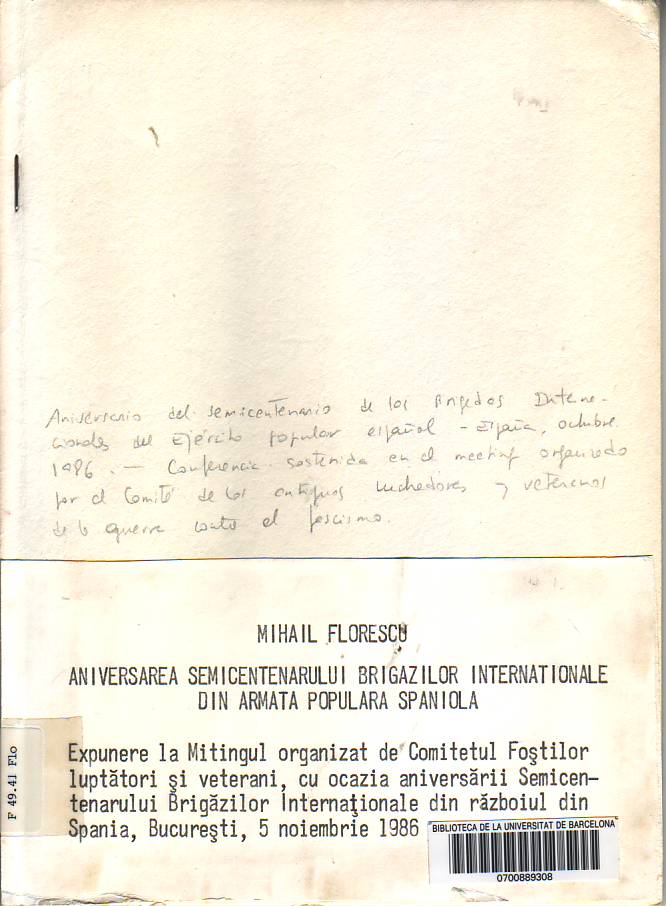 Aniversario del semicentenario de los Brigadas Interna-
cionales del Ejército popular español - España, octubre
1986. — Conferencia sostenida en el meeting organizado
por el Comité de los antiguos luchadores y veteranos
de la guerra contra el fascismo.
MIHAIL FLORESCU
ANIVERSAREA SEMICENTENARULUI BRIGAZILOR INTERNATIONALE
DIN ARMATA POPULARA SPANIOLA
F 49.41 Flo
Expunere la Mitingul organizat de Comitetul Foştilor
luptători şi veterani, cu ocazia aniversării Semicen-
tenarului Brigăzilor Internaţionale din războiul din
Spania, Bucureşti, 5 noiembrie 1986
BIBLIOTECA DE LA UNIVERSITAT DE BARCELONA
0700889308